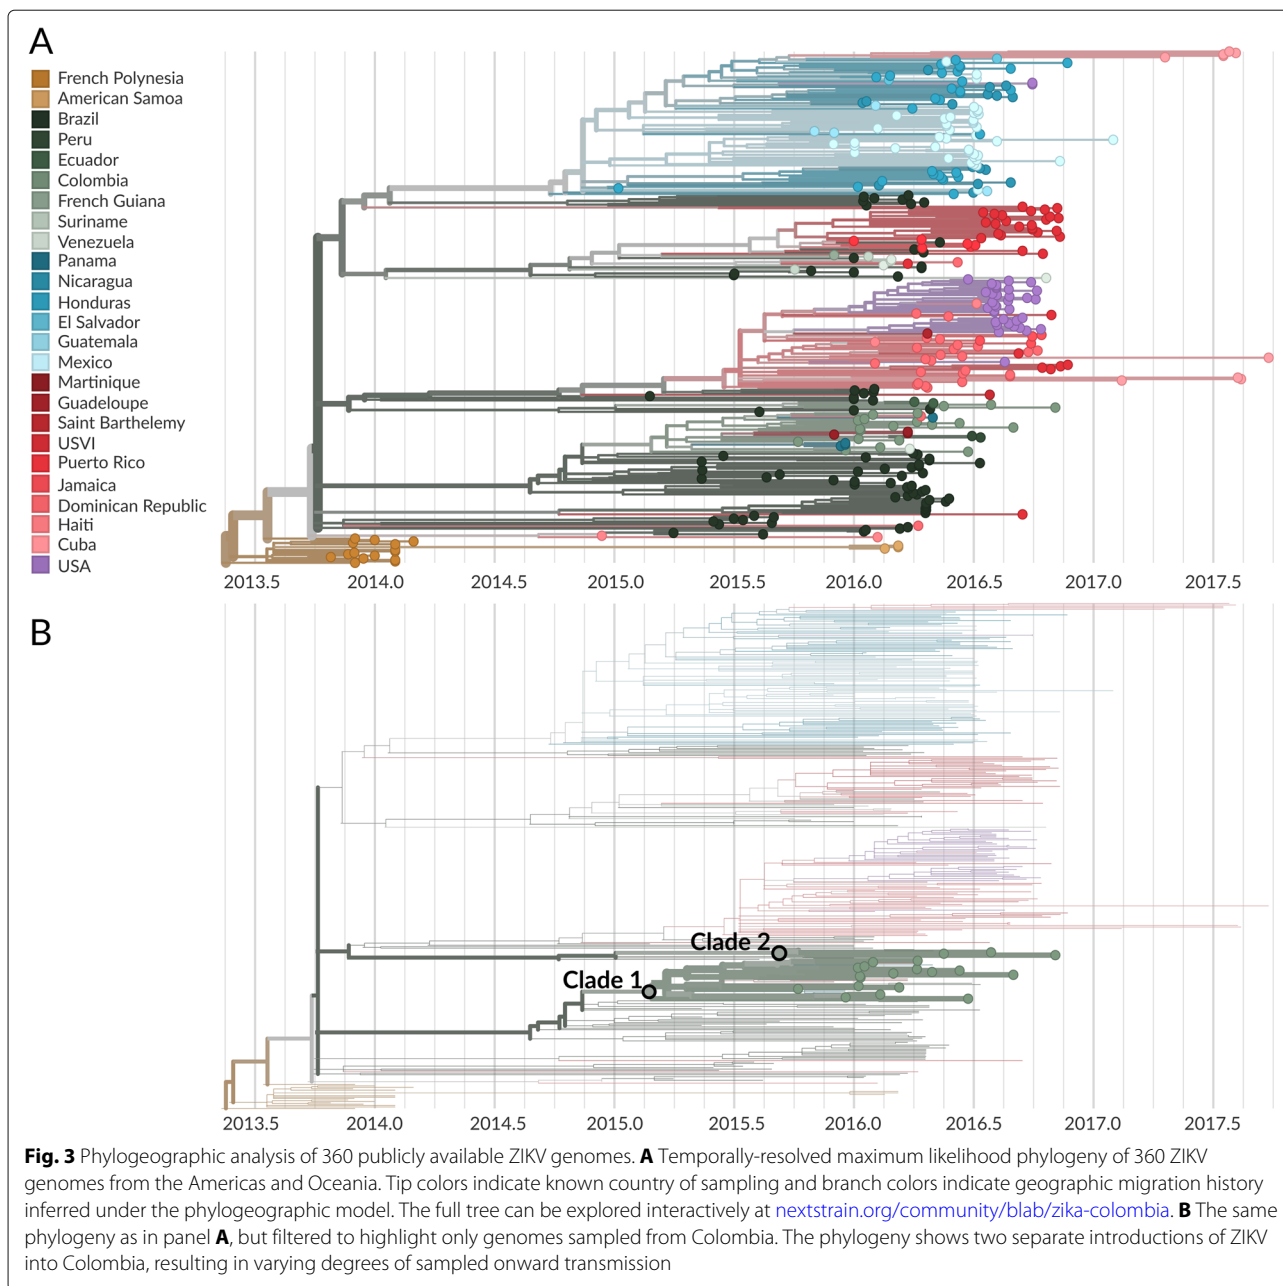 A
French Polynesia
American Samoa
Brazil
Peru
Ecuador
Colombia
French Guiana
Suriname
Venezuela
Panama
Nicaragua
Honduras
El Salvador
Guatemala
Mexico
Martinique
Guadeloupe
Saint Barthelemy
USVI
Puerto Rico
Jamaica
Dominican Republic
Haiti
Cuba
USA
2013.5 2014.0 2014.5 2015.0 2015.5 2016.0 2016.5 2017.0 2017.5
B
Clade 2
Clade 1
2013.5 2014.0 2014.5 2015.0 2015.5 2016.0 2016.5 2017.0 2017.5
Fig. 3 Phylogeographic analysis of 360 publicly available ZIKV genomes. A Temporally-resolved maximum likelihood phylogeny of 360 ZIKV
genomes from the Americas and Oceania. Tip colors indicate known country of sampling and branch colors indicate geographic migration history
inferred under the phylogeographic model. The full tree can be explored interactively at nextstrain.org/community/blab/zika-colombia. B The same
phylogeny as in panel A, but filtered to highlight only genomes sampled from Colombia. The phylogeny shows two separate introductions of ZIKV
into Colombia, resulting in varying degrees of sampled onward transmission